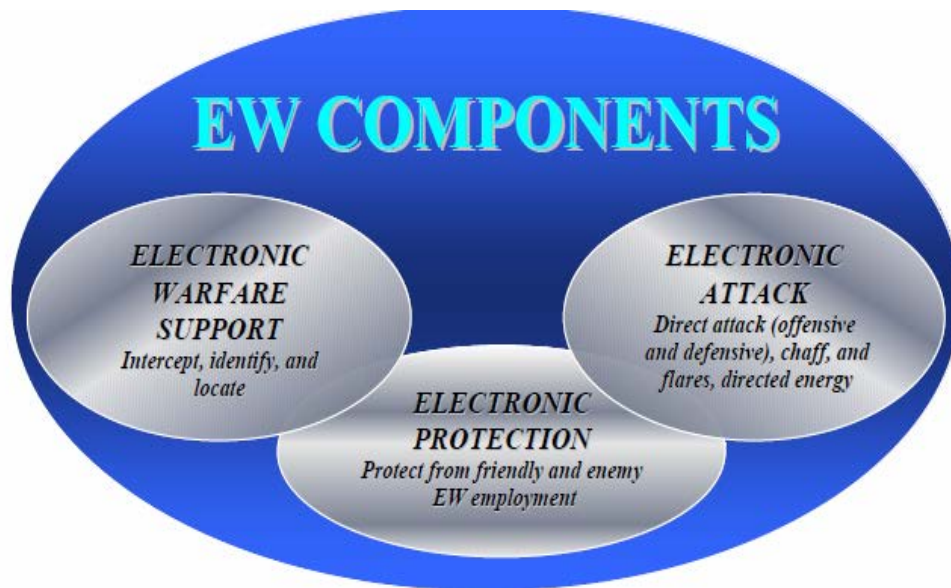 EW COMPONENTS
ELECTRONIC
WARFARE
SUPPORT
Intercept, identify, and
locate
ELECTRONIC
ATTACK
Direct attack (offensive
and defensive), chaff, and
flares, directed energy
ELECTRONIC
PROTECTION
Protect from friendly and enemy
EW employment